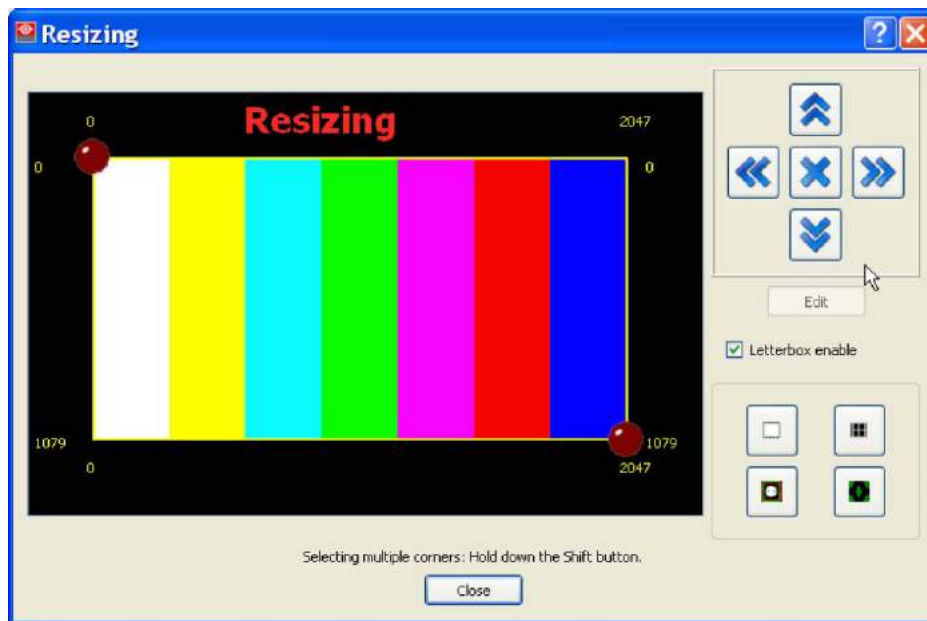 Resizing
?
Resizing
0
2047
0
0
Edit
Letterbox enable
1079
1079
0
2047
Selecting multiple corners: Hold down the Shift button.
Close